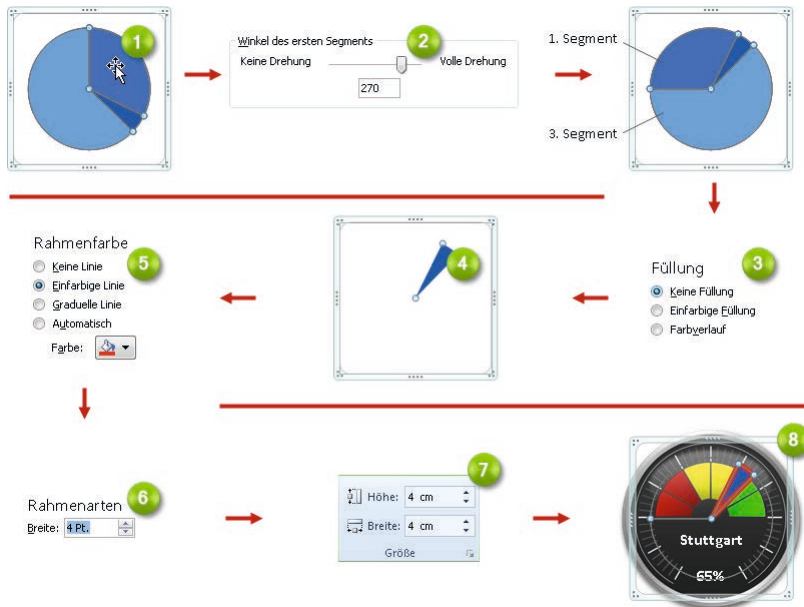 1
Winkel des ersten Segments
2
Keine Drehung
Volle Drehung
270
1. Segment
3. Segment
Rahmenfarbe
5
Keine Linie
Einfarbige Linie
Graduelle Linie
Automatisch
Farbe:
4
Füllung
3
Keine Füllung
Einfarbige Füllung
Farbverlauf
Rahmenarten
6
Breite: 4 Pt.
7
Höhe: 4 cm
Breite: 4 cm
Größe
8
Stuttgart
65%